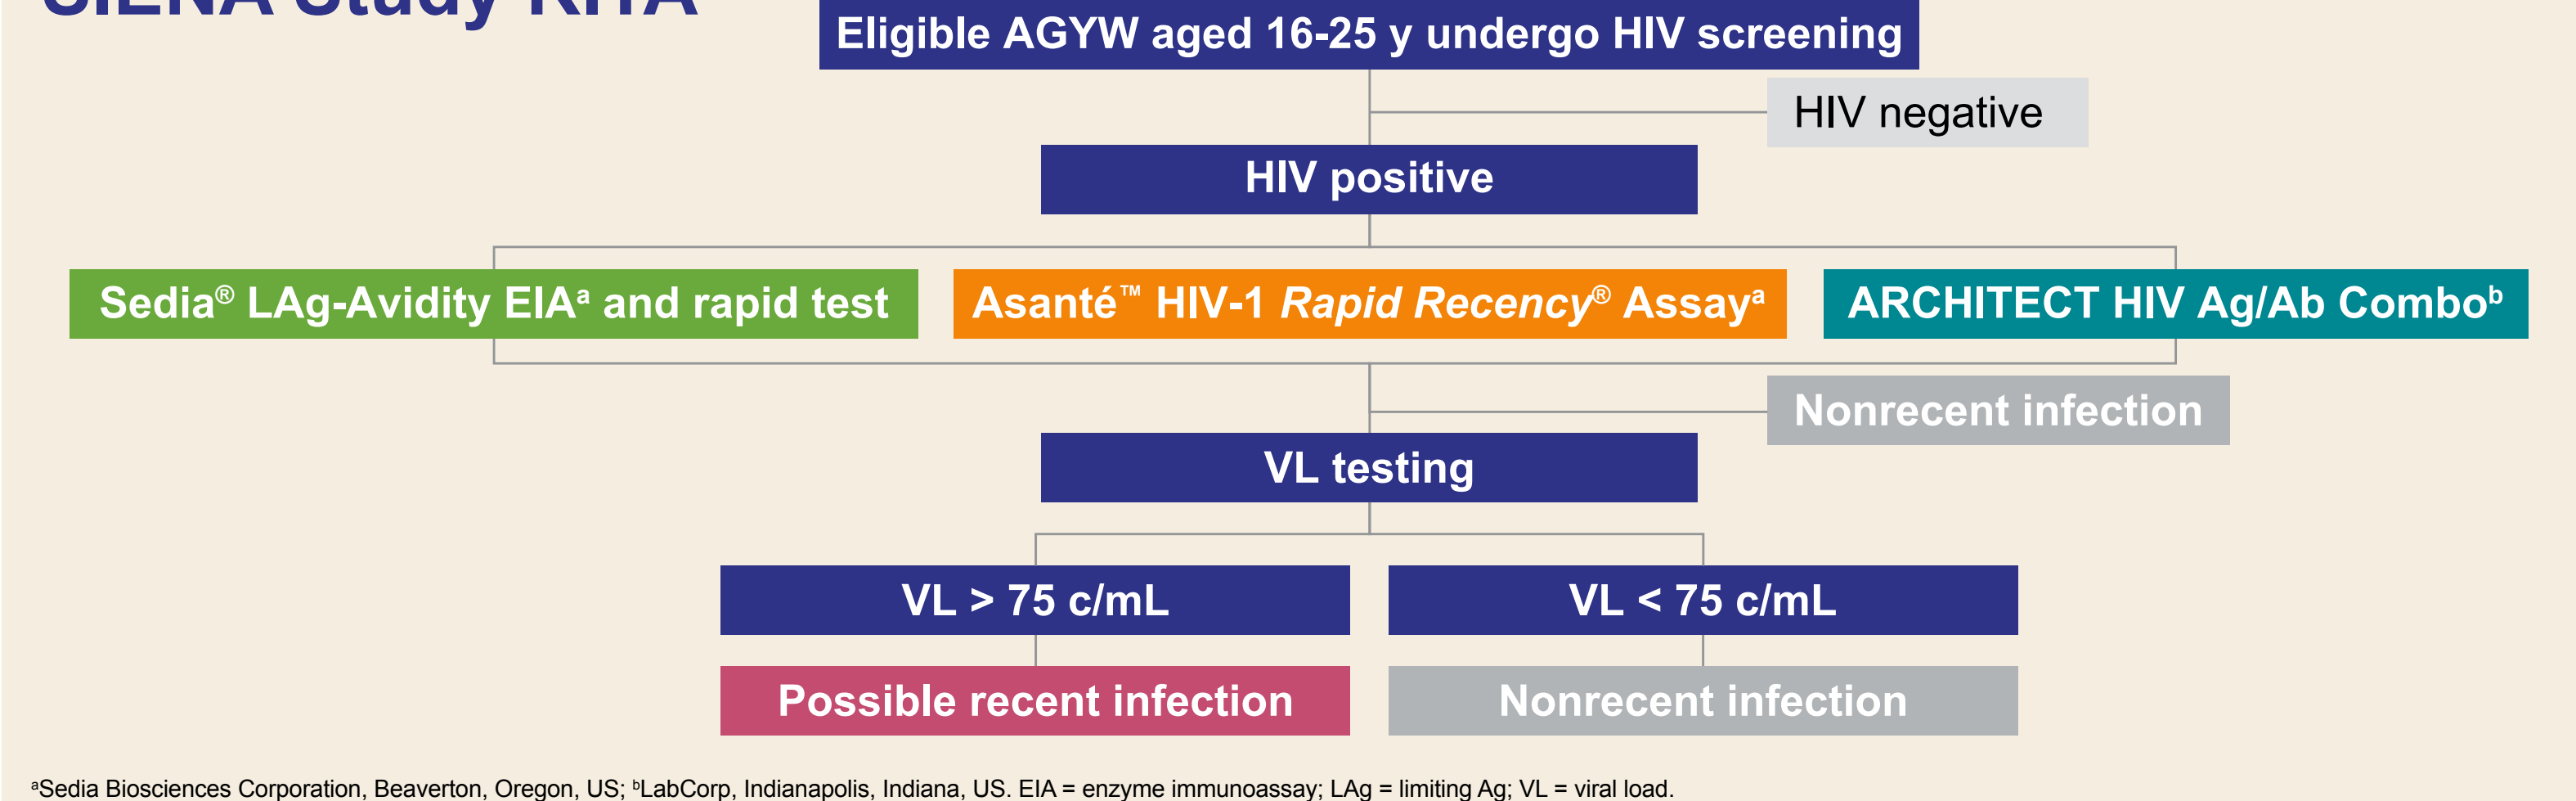 SIENA Study RITA
Eligible AGYW aged 16-25 y undergo HIV screening
HIV negative
HIV positive
Sedia® LAg-Avidity EIAᵃ and rapid test
Asanté™ HIV-1 Rapid Recency® Assayᵃ
ARCHITECT HIV Ag/Ab Comboᵇ
Nonrecent infection
VL testing
VL > 75 c/mL
VL < 75 c/mL
Possible recent infection
Nonrecent infection
ᵃSedia Biosciences Corporation, Beaverton, Oregon, US; ᵇLabCorp, Indianapolis, Indiana, US. EIA = enzyme immunoassay; LAg = limiting Ag; VL = viral load.